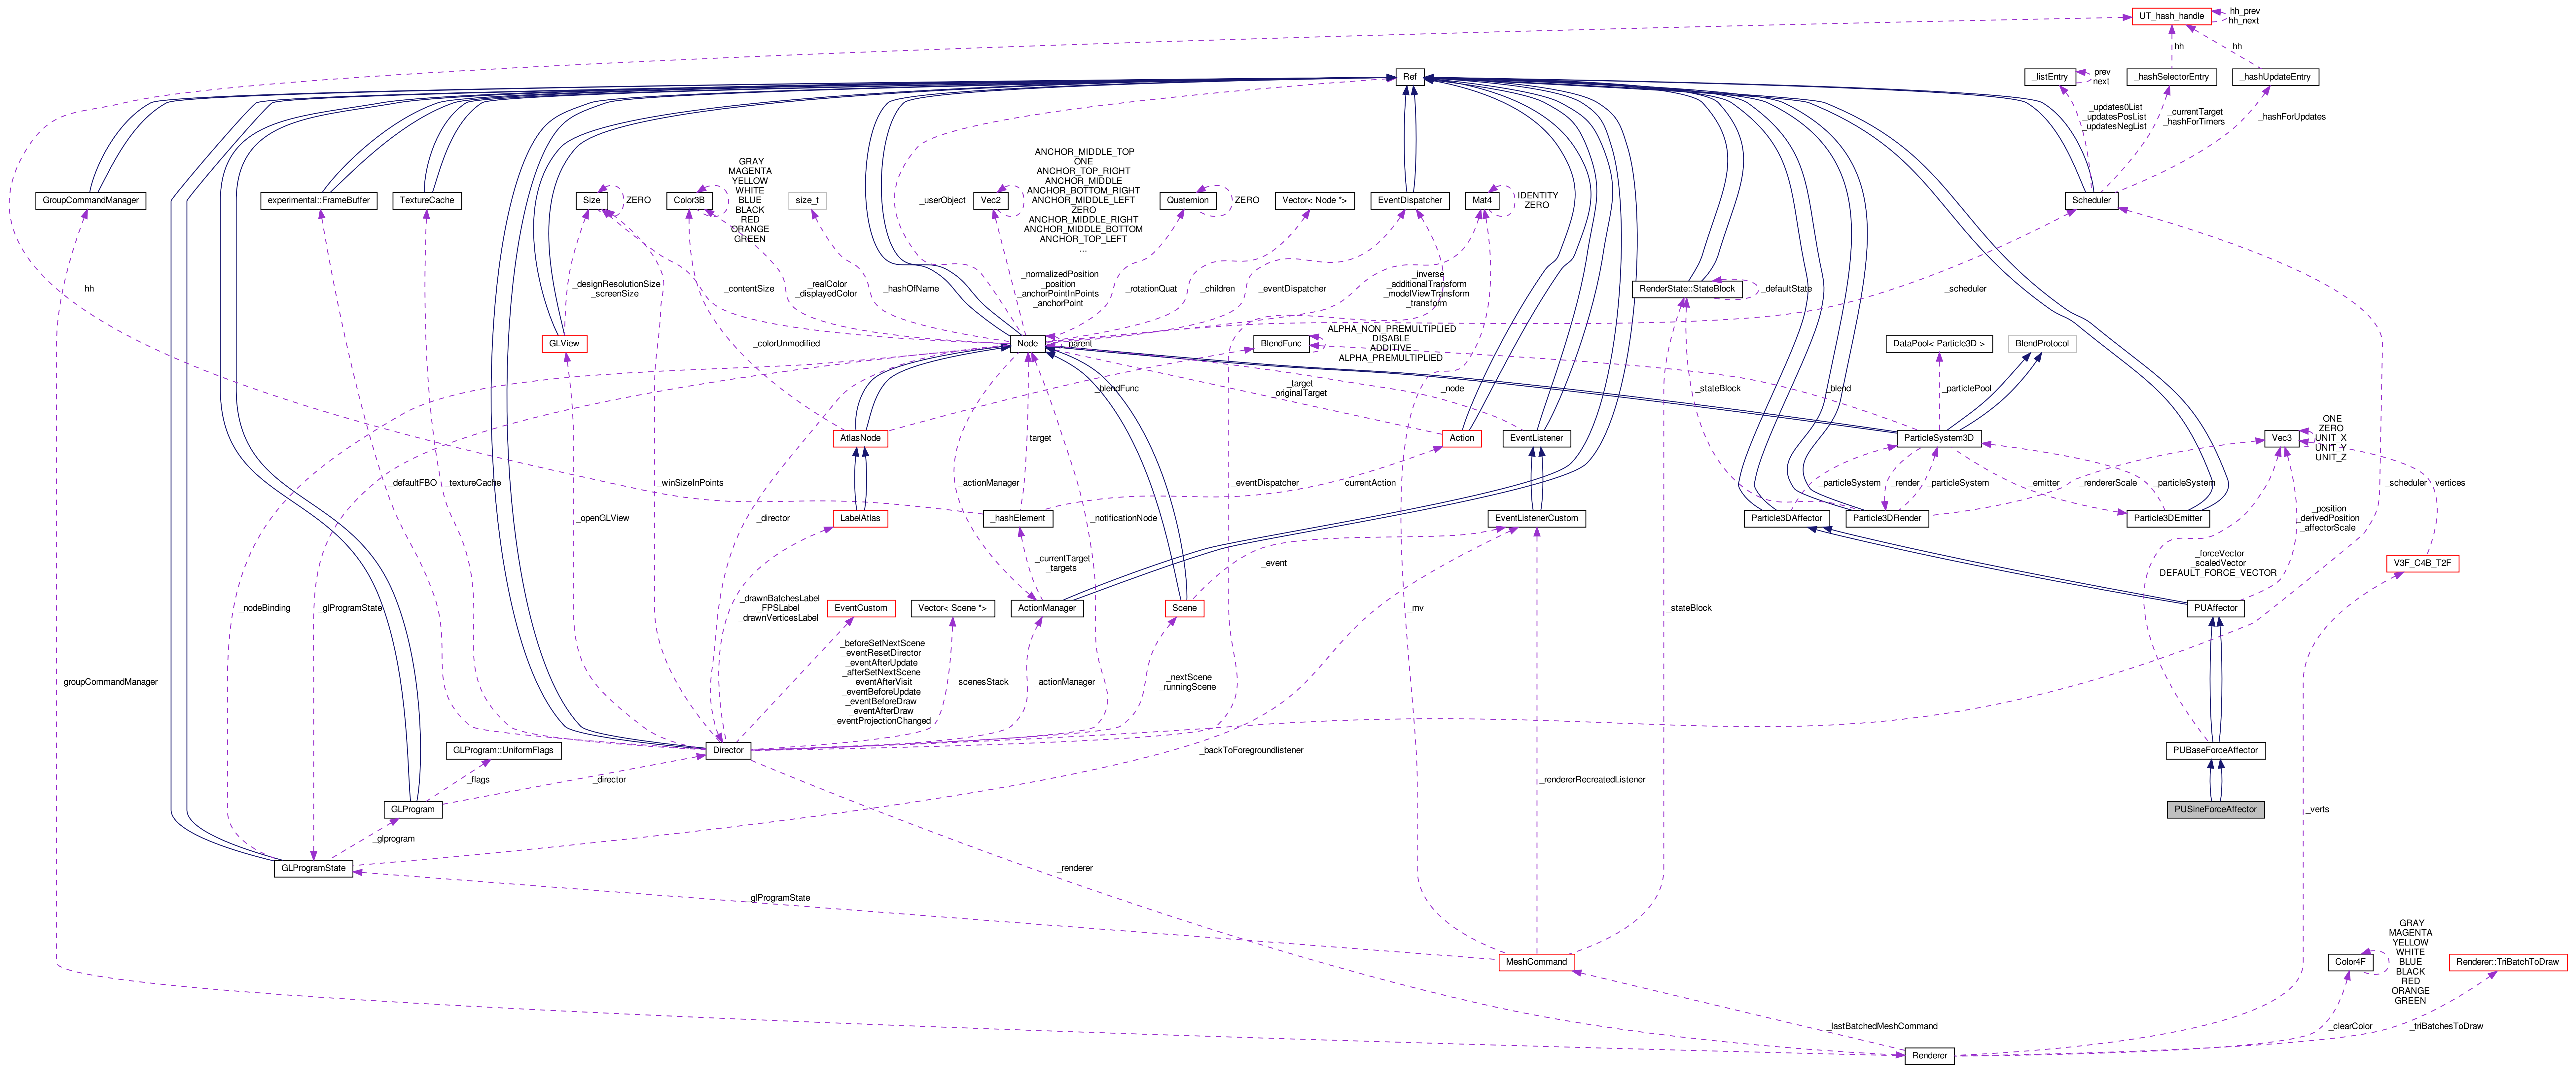 UT_hash_handle
hh_prev
hh_next
hh
hh
Ref
_listEntry
prev
next
_hashSelectorEntry
_hashUpdateEntry
_updates0List
_updatesPosList
_updatesNegList
_currentTarget
_hashForTimers
_hashForUpdates
GroupCommandManager
experimental::FrameBuffer
TextureCache
Size
ZERO
Color3B
GRAY
MAGENTA
YELLOW
WHITE
BLUE
BLACK
RED
ORANGE
GREEN
size_t
_userObject
Vec2
ANCHOR_MIDDLE_TOP
ONE
ANCHOR_TOP_RIGHT
ANCHOR_MIDDLE
ANCHOR_BOTTOM_RIGHT
ANCHOR_MIDDLE_LEFT
ZERO
ANCHOR_MIDDLE_RIGHT
ANCHOR_MIDDLE_BOTTOM
ANCHOR_TOP_LEFT
...
Quaternion
ZERO
Vector< Node *>
EventDispatcher
Mat4
IDENTITY
ZERO
Scheduler
hh
_designResolutionSize
_screenSize
_contentSize
_realColor
_displayedColor
_hashOfName
_normalizedPosition
_position
_anchorPointInPoints
_anchorPoint
_rotationQuat
_children
_eventDispatcher
_inverse
_additionalTransform
_modelViewTransform
_transform
RenderState::StateBlock
_defaultState
_scheduler
GLView
_colorUnmodified
Node
_parent
BlendFunc
ALPHA_NON_PREMULTIPLIED
DISABLE
ADDITIVE
ALPHA_PREMULTIPLIED
DataPool< Particle3D >
BlendProtocol
_blendFunc
_target
_originalTarget
_node
_stateBlock
_blend
_particlePool
AtlasNode
target
Action
EventListener
ParticleSystem3D
Vec3
ONE
ZERO
UNIT_X
UNIT_Y
UNIT_Z
_defaultFBO
_textureCache
_winSizeInPoints
_actionManager
_eventDispatcher
currentAction
_particleSystem
_render
_particleSystem
_emitter
_rendererScale
_particleSystem
_scheduler
vertices
_openGLView
_director
LabelAtlas
_hashElement
_notificationNode
EventListenerCustom
Particle3DAffector
Particle3DRender
Particle3DEmitter
_position
_derivedPosition
_affectorScale
_currentTarget
_targets
_event
_forceVector
_scaledVector
DEFAULT_FORCE_VECTOR
V3F_C4B_T2F
_nodeBinding
_glProgramState
_drawnBatchesLabel
_FPSLabel
_drawnVerticesLabel
EventCustom
Vector< Scene *>
ActionManager
Scene
_mv
_stateBlock
PUAffector
_groupCommandManager
_beforeSetNextScene
_eventResetDirector
_eventAfterUpdate
_afterSetNextScene
_eventAfterVisit
_eventBeforeUpdate
_eventBeforeDraw
_eventAfterDraw
_eventProjectionChanged
_scenesStack
_actionManager
_nextScene
_runningScene
GLProgram::UniformFlags
Director
_backToForegroundlistener
PUBaseForceAffector
_flags
_director
_rendererRecreatedListener
GLProgram
_verts
PUSineForceAffector
_glprogram
GLProgramState
_renderer
_glProgramState
MeshCommand
Color4F
GRAY
MAGENTA
YELLOW
WHITE
BLUE
BLACK
RED
ORANGE
GREEN
Renderer::TriBatchToDraw
_lastBatchedMeshCommand
_clearColor
_triBatchesToDraw
Renderer